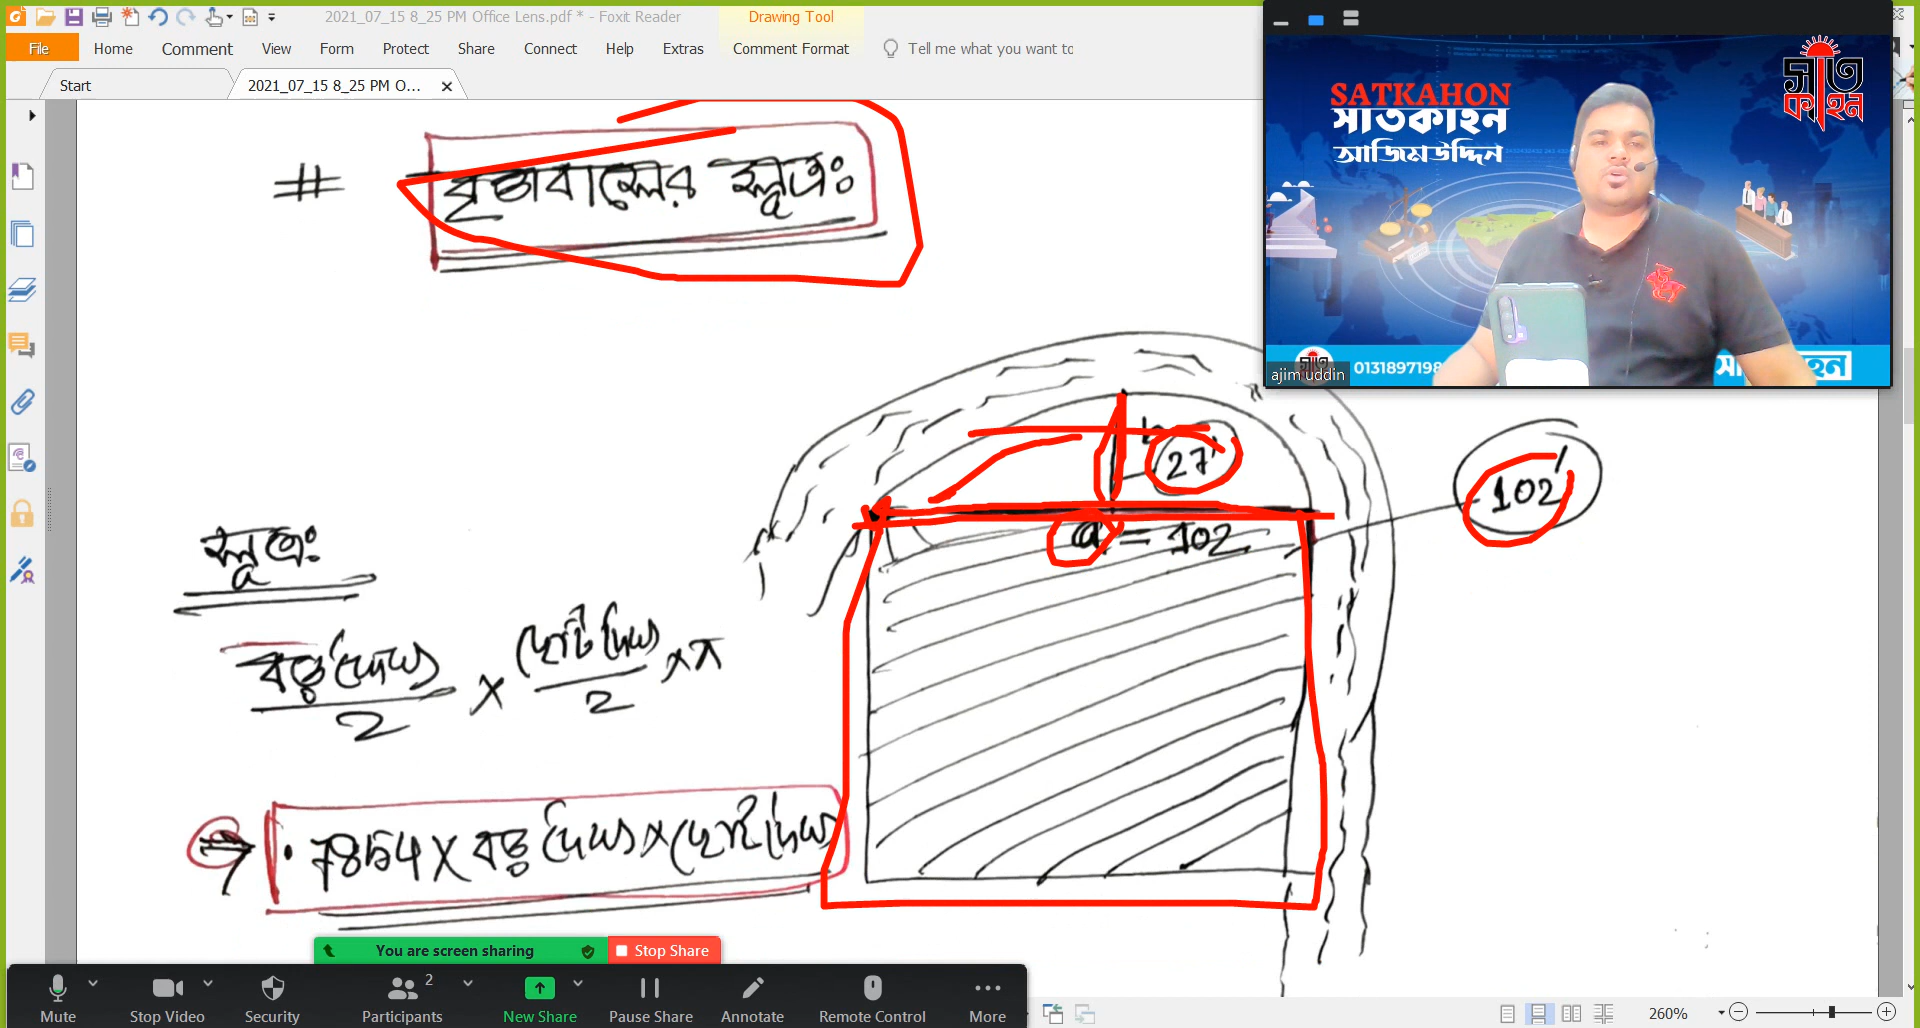 2021_07_15 8_25 PM Office Lens.pdf * - Foxit Reader
Drawing Tool
File Home Comment View Form Protect Share Connect Help Extras Comment Format Tell me what you want to
Start
2021_07_15 8_25 PM O...
SATKAHON
সাতকাহন
আজিমউদ্দিন
সাত
কাহন
013189719
ajim uddin
# বৃত্তাবাসের সূত্রঃ
27'
102'
a = 102
সূত্রঃ
বড় দৈর্ঘ্য/2 × ছোট দৈর্ঘ্য/2 × π
⇒ .7854 × বড় দৈর্ঘ্য × ছোট দৈর্ঘ্য
You are screen sharing
Stop Share
2
Mute Stop Video Security Participants New Share Pause Share Annotate Remote Control More
260%